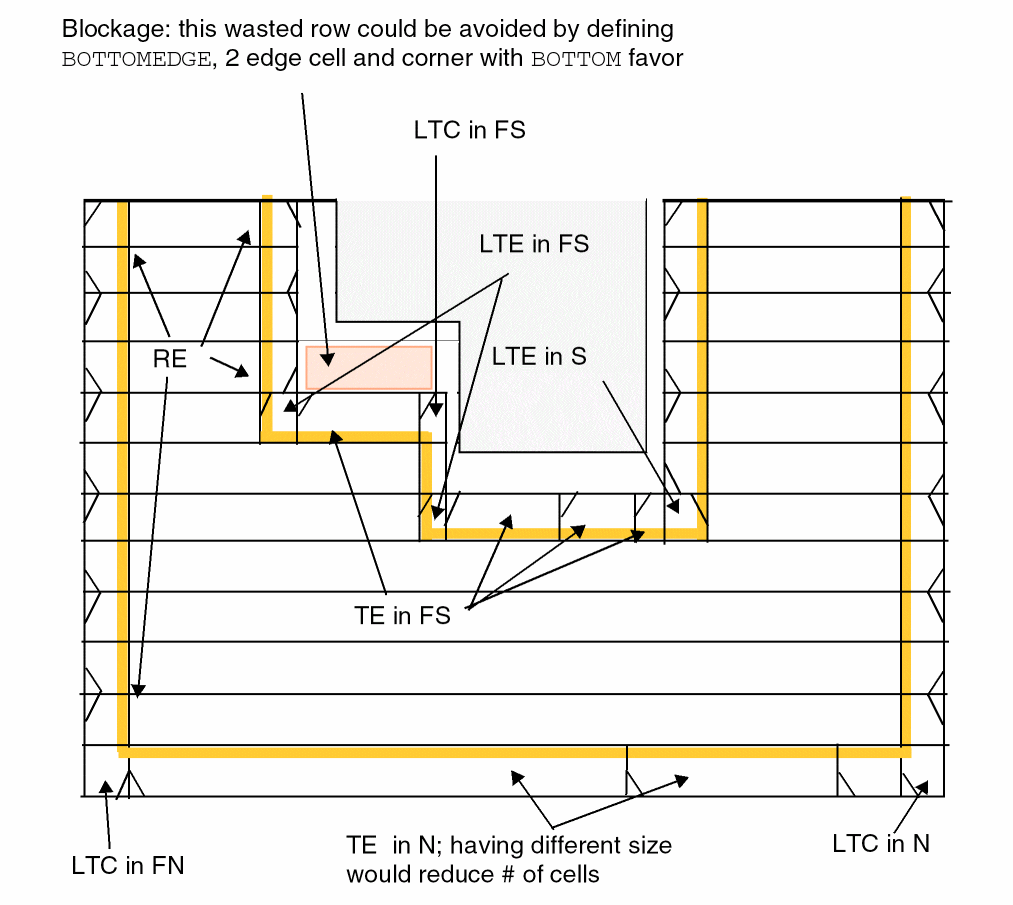 Blockage: this wasted row could be avoided by defining
BOTTOMEDGE, 2 edge cell and corner with BOTTOM favor
LTC in FS
LTE in FS
LTE in S
RE
TE in FS
TE  in N; having different size
would reduce # of cells
LTC in N
LTC in FN